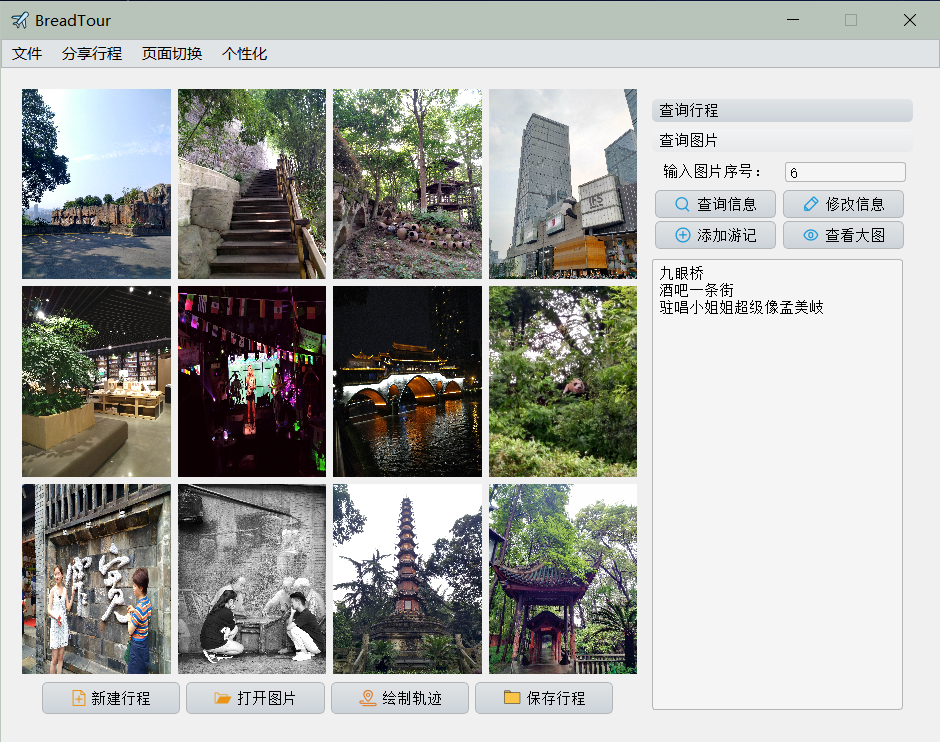 BreadTour
文件 分享行程 页面切换 个性化
查询行程
查询图片
输入图片序号： 6
查询信息 修改信息
添加游记 查看大图
九眼桥
酒吧一条街
驻唱小姐姐超级像孟美岐
IFS
宽
新建行程 打开图片 绘制轨迹 保存行程